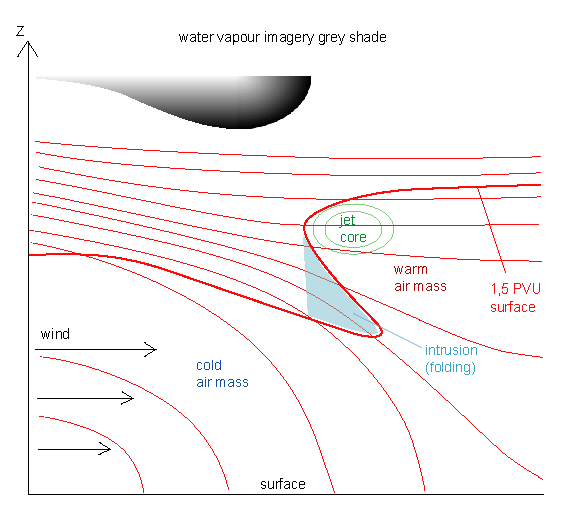 Z
water vapour imagery grey shade
jet
core
warm
air mass
1,5 PVU
surface
wind
intrusion
(folding)
cold
air mass
surface